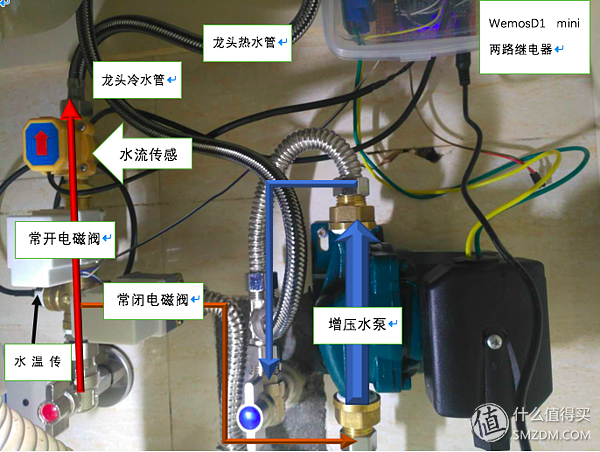 WemosD1 mini
两路继电器
龙头热水管
龙头冷水管
水流传感
常开电磁阀
常闭电磁阀
增压水泵
水温传
值 什么值得买
SMZDM.COM